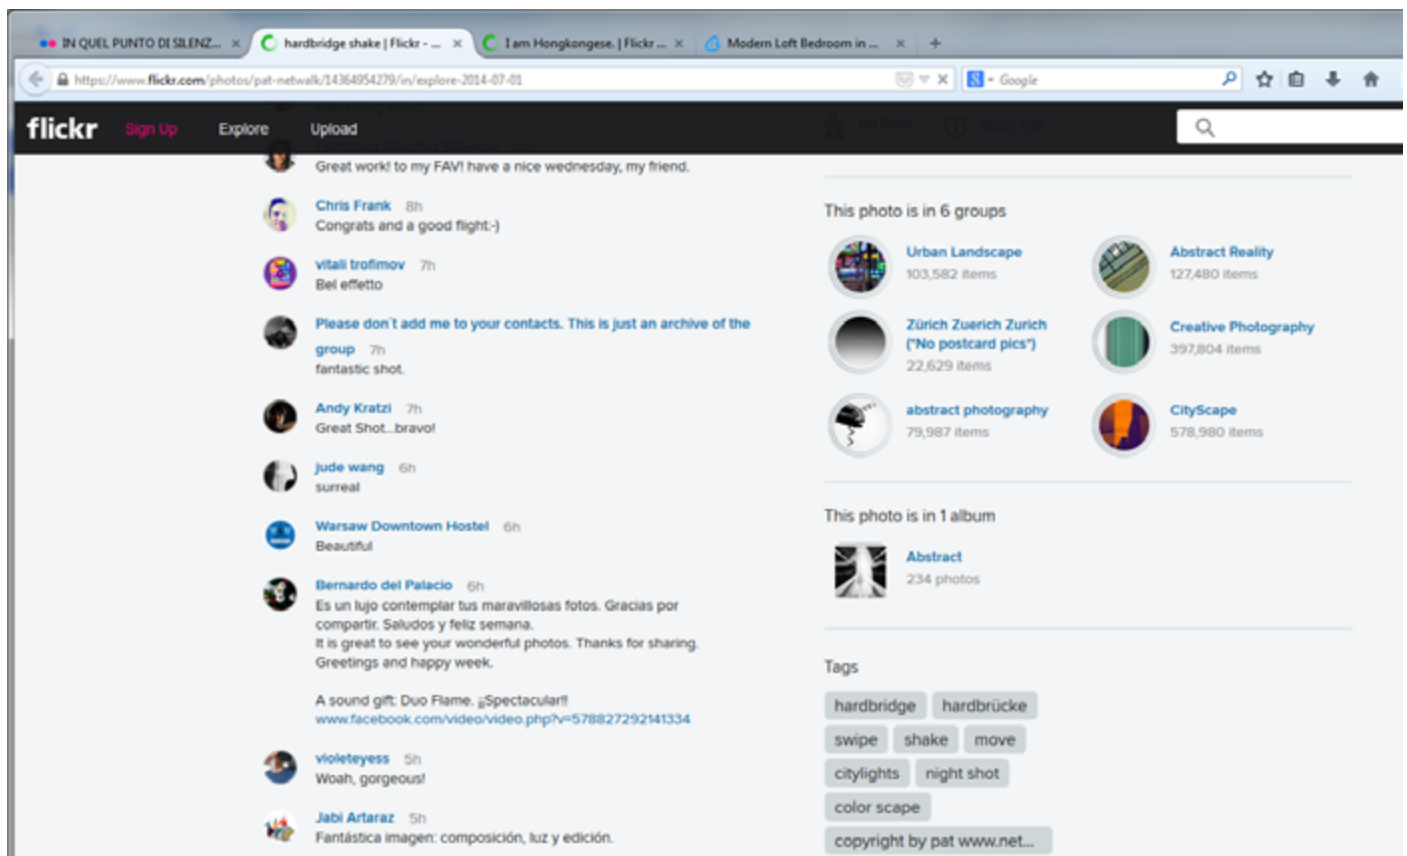 IN QUEL PUNTO DI SILENZ... ×
hardbridge shake | Flickr - ... ×
I am Hongkongese. | Flickr ... ×
Modern Loft Bedroom in ... × +
https://www.flickr.com/photos/pat-netwalk/14364954279/in/explore-2014-07-01
Google
flickr Sign Up Explore Upload
Great work! to my FAV! have a nice wednesday, my friend.
Chris Frank 8h
Congrats and a good flight:-)
vitali trofimov 7h
Bel effetto
Please don´t add me to your contacts. This is just an archive of the
group 7h
fantastic shot.
Andy Kratzi 7h
Great Shot...bravo!
jude wang 6h
surreal
Warsaw Downtown Hostel 6h
Beautiful
Bernardo del Palacio 6h
Es un lujo contemplar tus maravillosas fotos. Gracias por
compartir. Saludos y feliz semana.
It is great to see your wonderful photos. Thanks for sharing.
Greetings and happy week.
A sound gift: Duo Flame. ¡¡Spectacular!!
www.facebook.com/video/video.php?v=578827292141334
violeteyess 5h
Woah, gorgeous!
Jabi Artaraz 5h
Fantástica imagen: composición, luz y edición.
This photo is in 6 groups
Urban Landscape
103,582 items
Abstract Reality
127,480 items
Zürich Zuerich Zurich
("No postcard pics")
22,629 items
Creative Photography
397,804 items
abstract photography
79,987 items
CityScape
578,980 items
This photo is in 1 album
Abstract
234 photos
Tags
hardbridge hardbrücke
swipe shake move
citylights night shot
color scape
copyright by pat www.net...